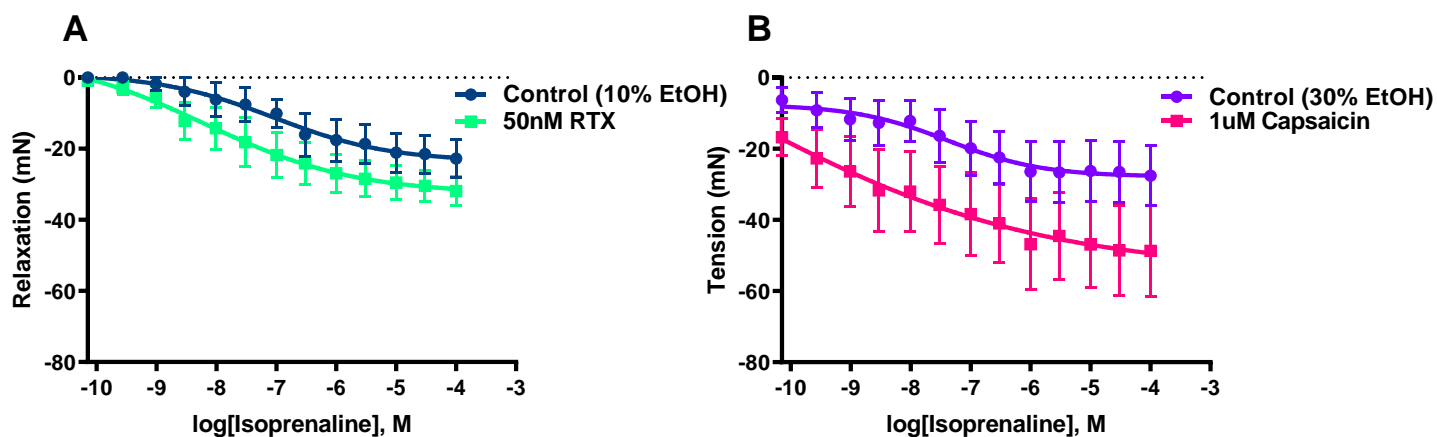 A
Relaxation (mN)
0
-20
-40
-60
-80
-10 -9 -8 -7 -6 -5 -4 -3
log[Isoprenaline], M
Control (10% EtOH)
50nM RTX
B
Tension (mN)
0
-20
-40
-60
-80
-10 -9 -8 -7 -6 -5 -4 -3
log[Isoprenaline], M
Control (30% EtOH)
1uM Capsaicin